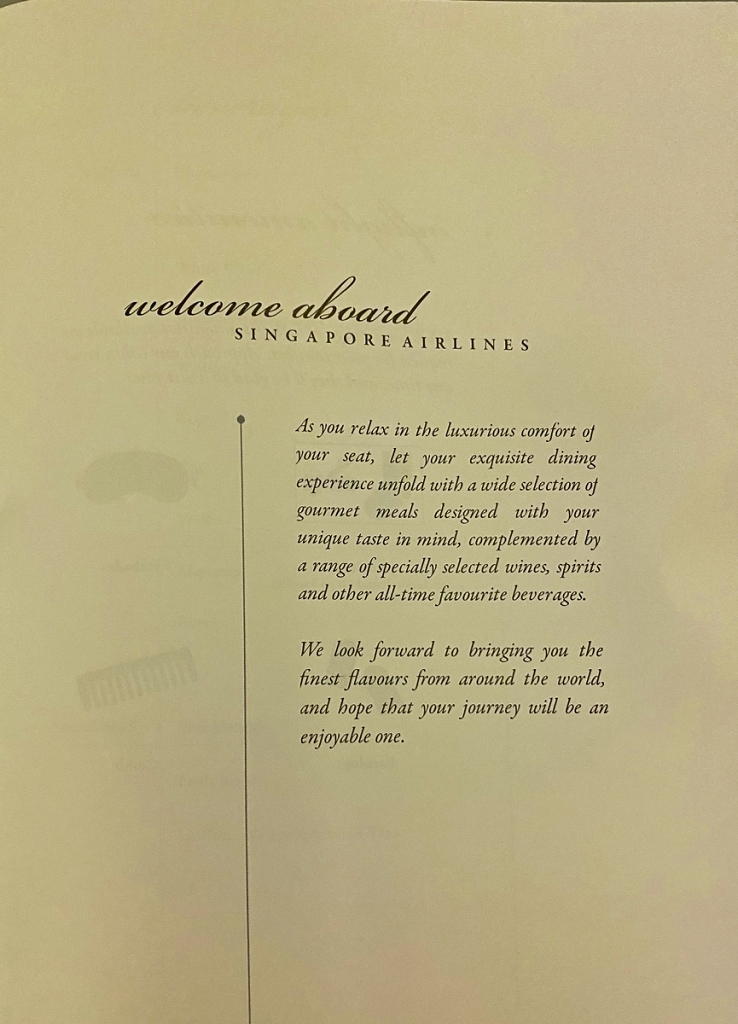 welcome aboard
SINGAPORE AIRLINES
As you relax in the luxurious comfort of
your seat, let your exquisite dining
experience unfold with a wide selection of
gourmet meals designed with your
unique taste in mind, complemented by
a range of specially selected wines, spirits
and other all-time favourite beverages.
We look forward to bringing you the
finest flavours from around the world,
and hope that your journey will be an
enjoyable one.